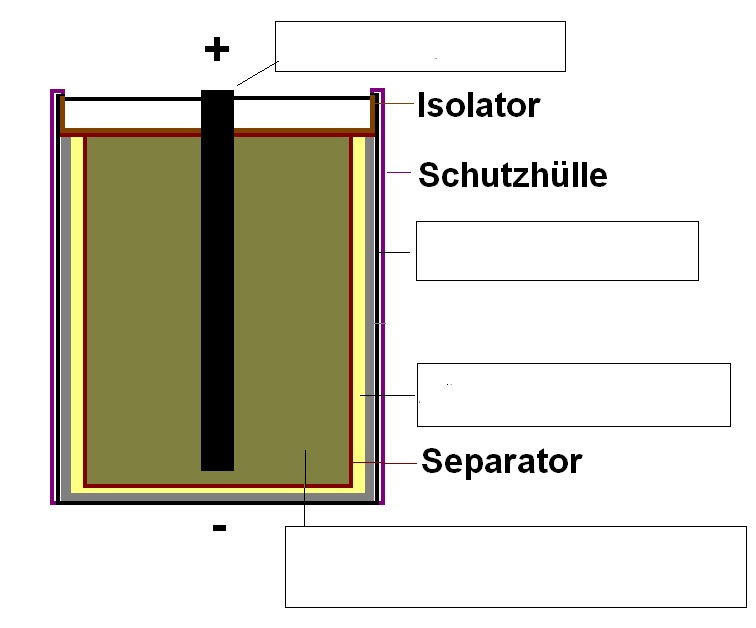 +
Isolator
Schutzhülle
Separator
-